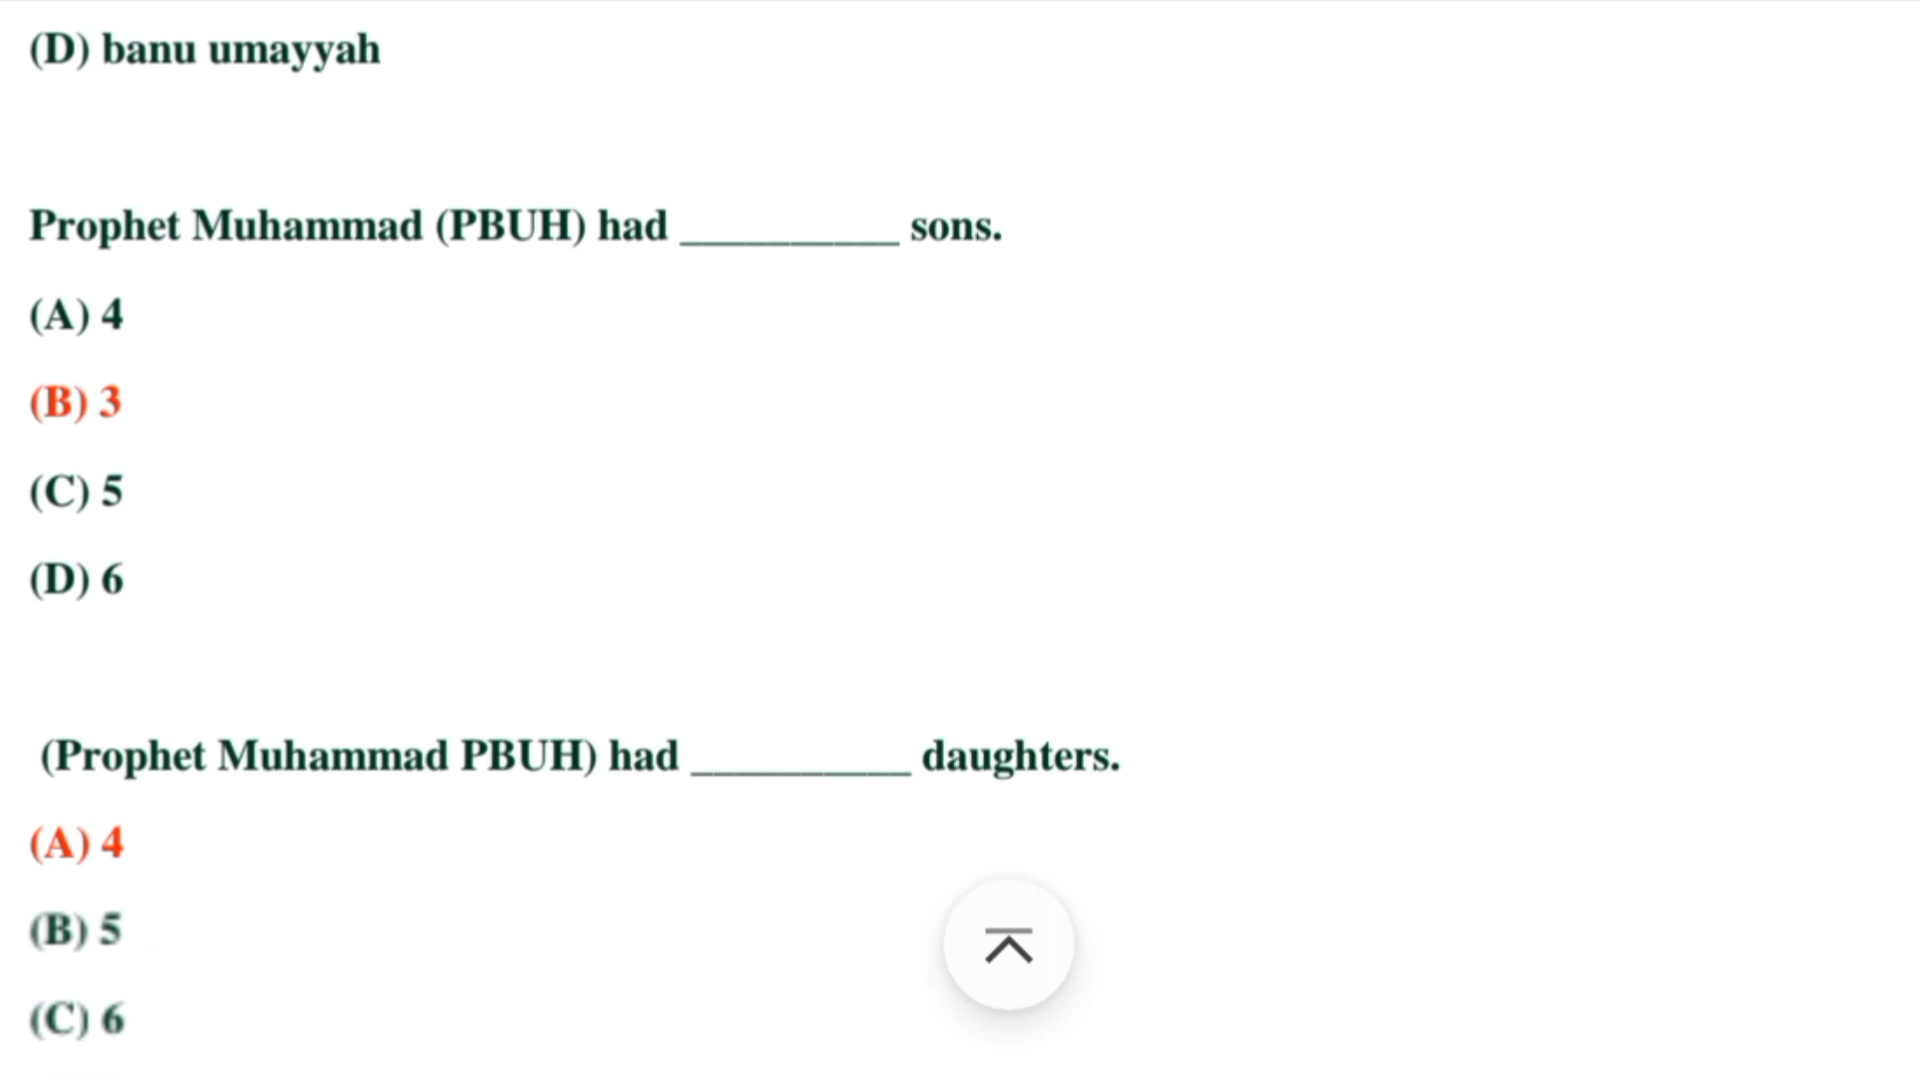 (D) banu umayyah
Prophet Muhammad (PBUH) had __________ sons.
(A) 4
(B) 3
(C) 5
(D) 6
(Prophet Muhammad PBUH) had __________ daughters.
(A) 4
(B) 5
(C) 6